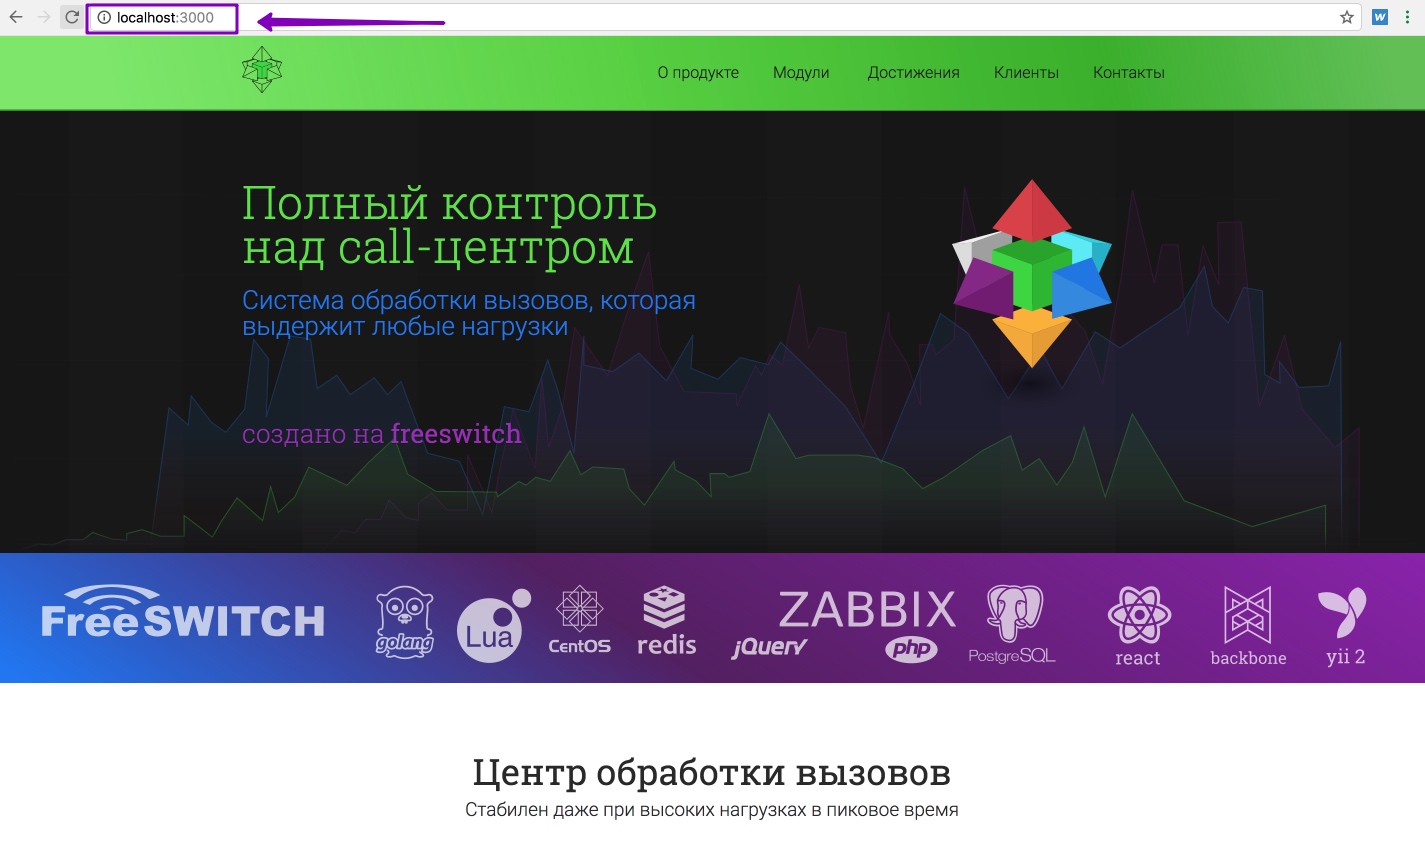 localhost:3000
W
О продукте Модули Достижения Клиенты Контакты
Полный контроль
над call-центром
Система обработки вызовов, которая
выдержит любые нагрузки
создано на freeswitch
FreeSWITCH
golang
Lua
CentOS
redis
ZABBIX
jQuery
php
PostgreSQL
react
backbone
yii 2
Центр обработки вызовов
Стабилен даже при высоких нагрузках в пиковое время